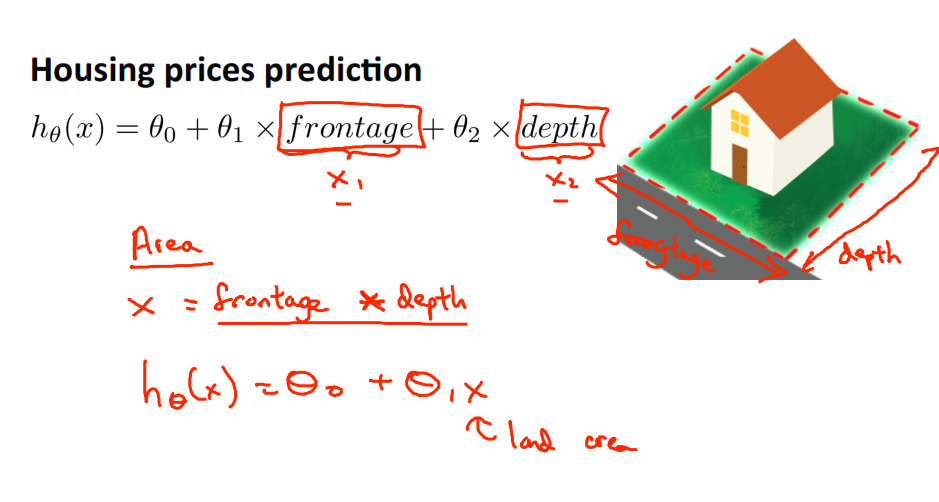 Housing prices prediction
hθ(x) = θ0 + θ1 × frontage + θ2 × depth
x1
x2
Area
frongtage
depth
x = frontage * depth
hθ(x) = θ0 + θ1x
land area